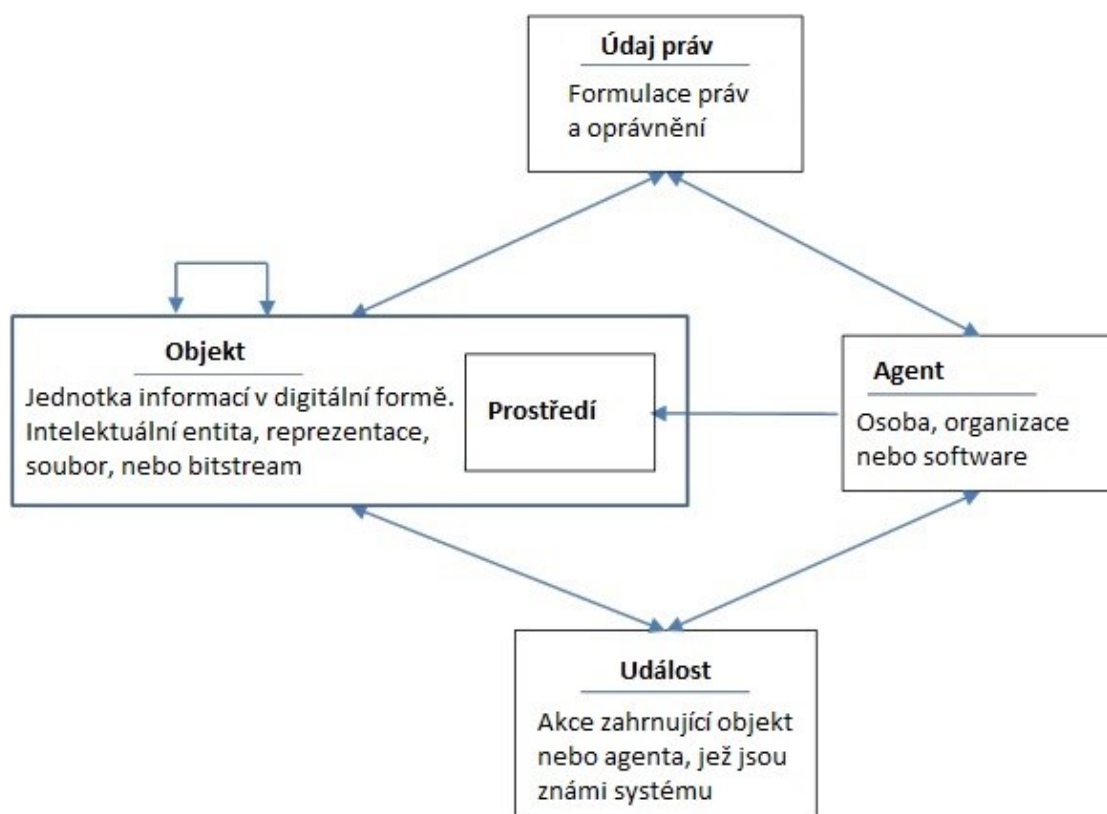 Údaj práv
Formulace práv
a oprávnění
Objekt
Jednotka informací v digitální formě.
Intelektuální entita, reprezentace,
soubor, nebo bitstream
Prostředí
Agent
Osoba, organizace
nebo software
Událost
Akce zahrnující objekt
nebo agenta, jež jsou
známi systému